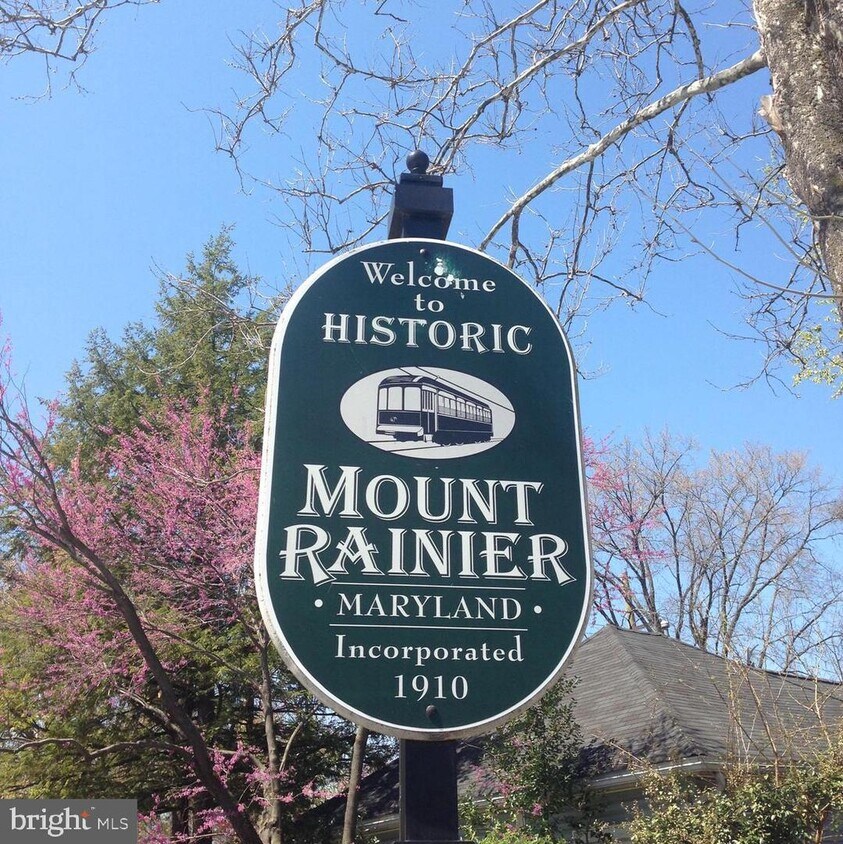 Welcome
to
HISTORIC
MOUNT
RAINIER
• MARYLAND •
Incorporated
1910
bright MLS